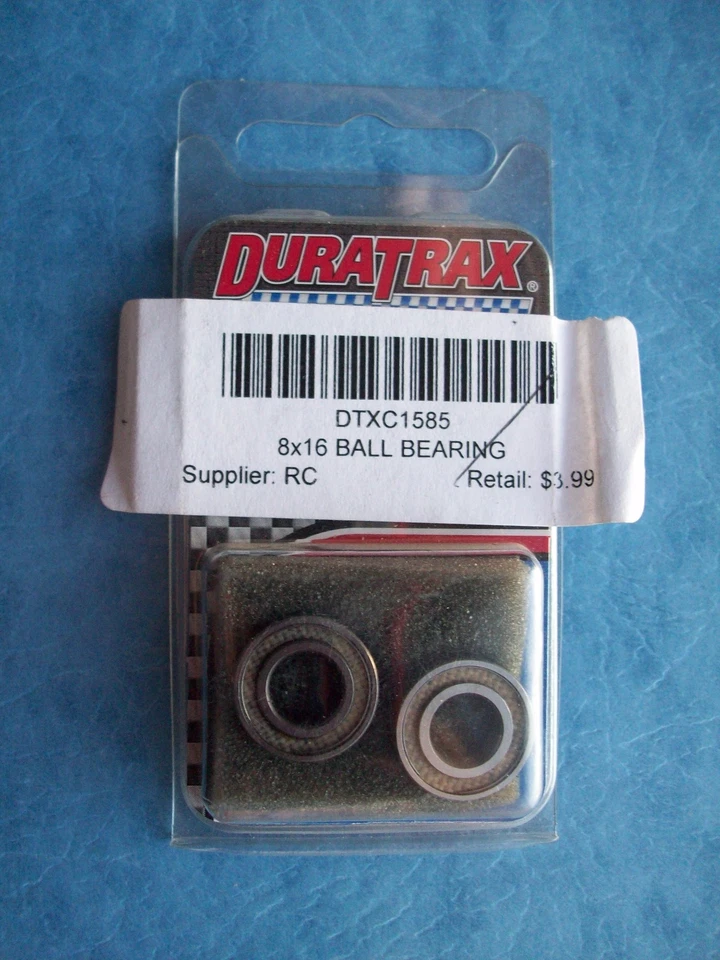 DURATRAX®
DTXC1585
8x16 BALL BEARING
Supplier: RC Retail: $3.99